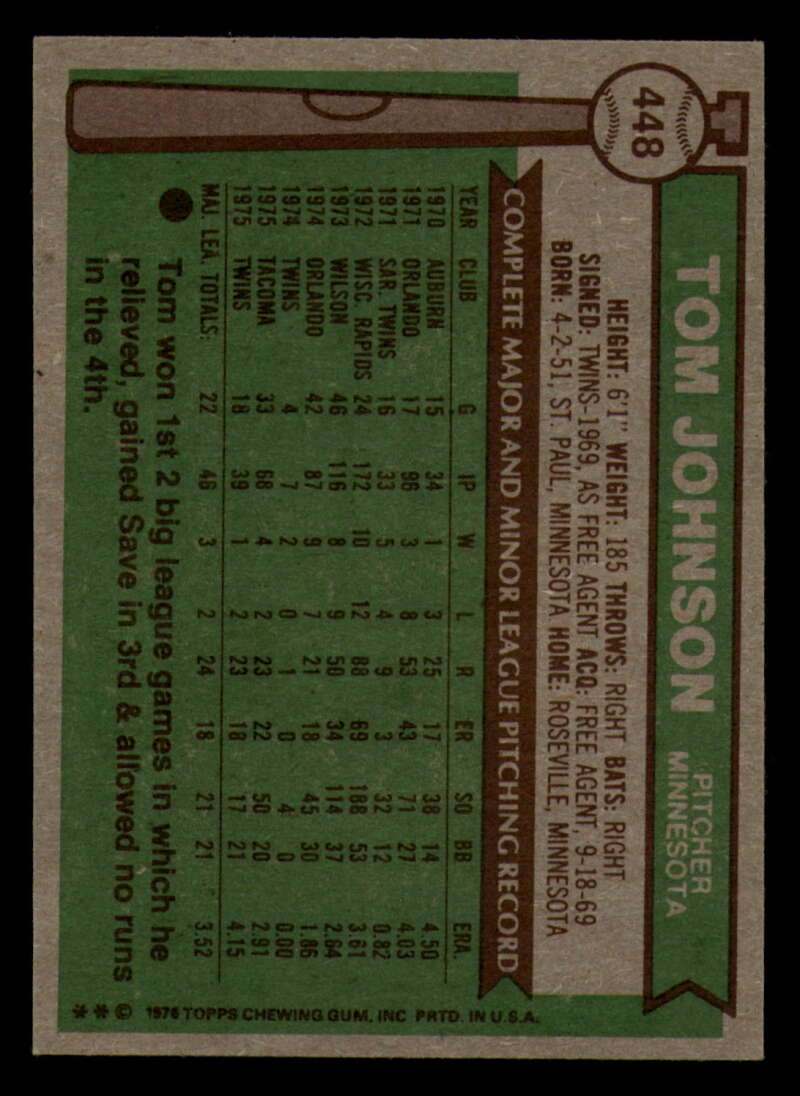 448
TOM JOHNSON
PITCHER
MINNESOTA
HEIGHT: 6'1" WEIGHT: 185 THROWS: RIGHT BATS: RIGHT
SIGNED: TWINS-1969, AS FREE AGENT ACQ: FREE AGENT, 9-18-69
BORN: 4-2-51, ST. PAUL, MINNESOTA HOME: ROSEVILLE, MINNESOTA
COMPLETE MAJOR AND MINOR LEAGUE PITCHING RECORD
YEAR CLUB G IP W L R ER SO BB ERA.
1970 AUBURN 15 34 1 3 25 17 38 14 4.50
1971 ORLANDO 17 96 3 8 53 43 71 27 4.03
1971 SAR. TWINS 16 33 5 4 9 3 32 12 0.82
1972 WISC. RAPIDS 24 172 10 12 88 69 188 53 3.61
1973 WILSON 46 116 8 9 50 34 114 37 2.64
1974 ORLANDO 42 87 9 7 21 18 45 30 1.86
1974 TWINS 4 7 2 0 1 0 4 0 0.00
1975 TACOMA 33 68 4 2 23 22 50 20 2.91
1975 TWINS 18 39 1 2 23 18 17 21 4.15
MAJ. LEA. TOTALS: 22 46 3 2 24 18 21 21 3.52
Tom won 1st 2 big league games in which he
relieved, gained Save in 3rd & allowed no runs
in the 4th.
** © 1976 TOPPS CHEWING GUM, INC PRTD. IN U.S.A.